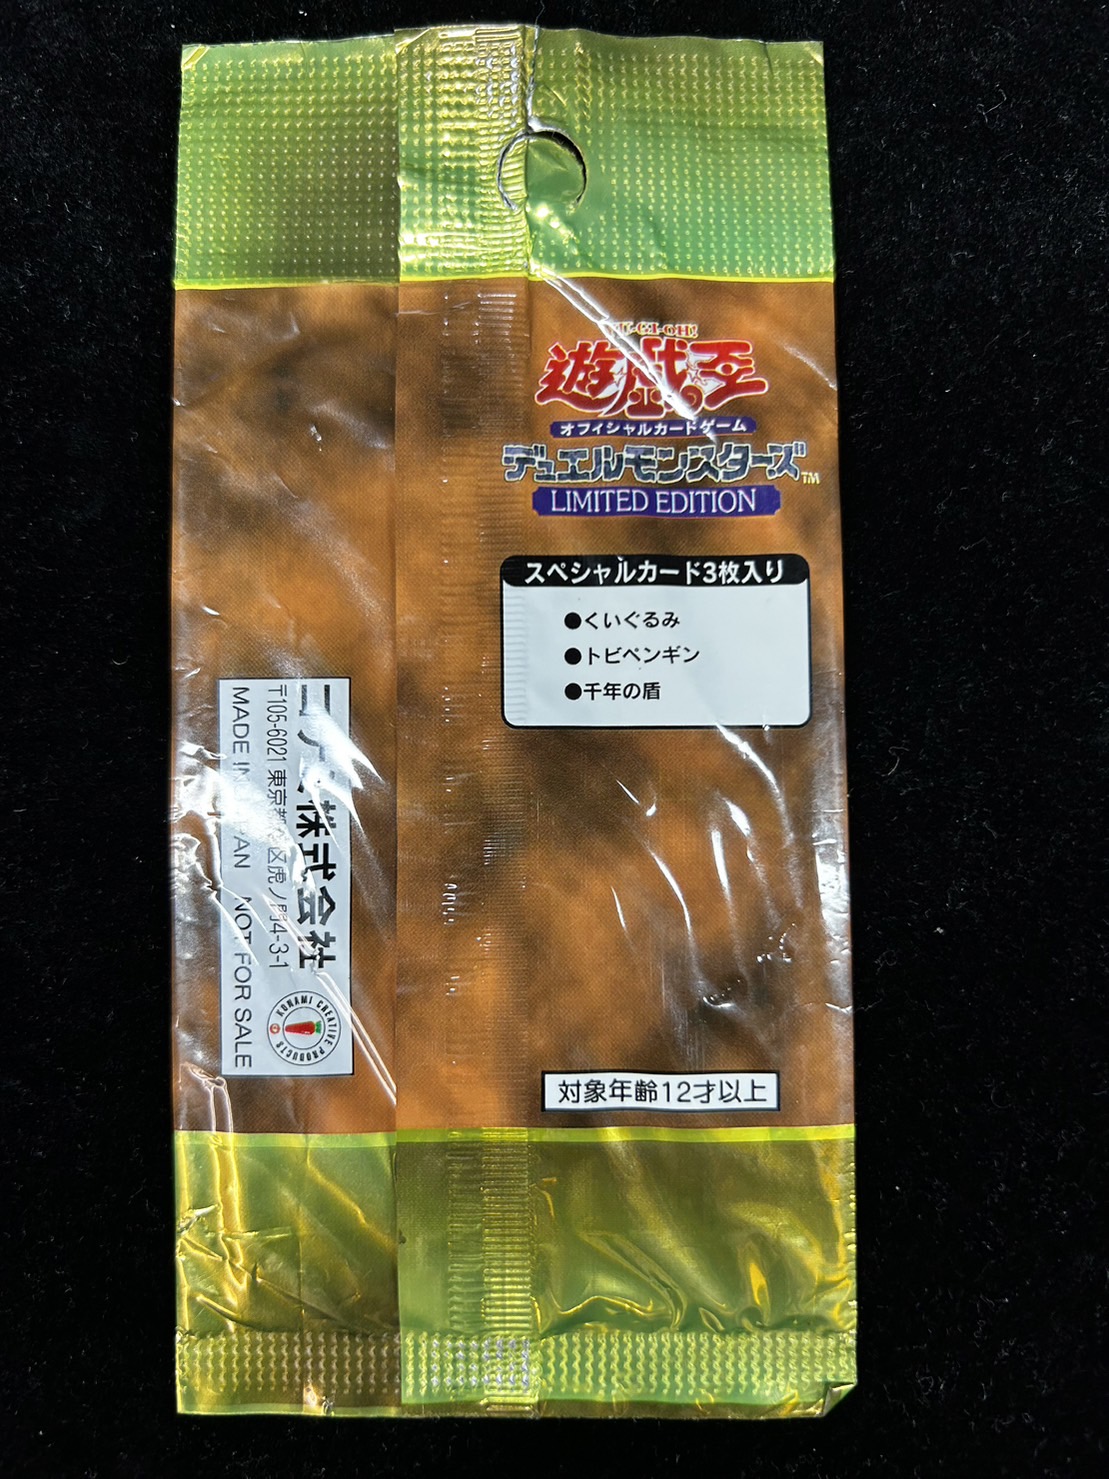 YU-GI-OH!
遊戯王
オフィシャルカードゲーム
デュエルモンスターズ™
LIMITED EDITION
スペシャルカード3枚入り
●くいぐるみ
●トビペンギン
●千年の盾
対象年齢12才以上
株式会社
〒105-6021 東京都 区虎ノ門4-3-1
MADE IN JAPAN NOT FOR SALE
KONAMI CREATIVE PRODUCTS